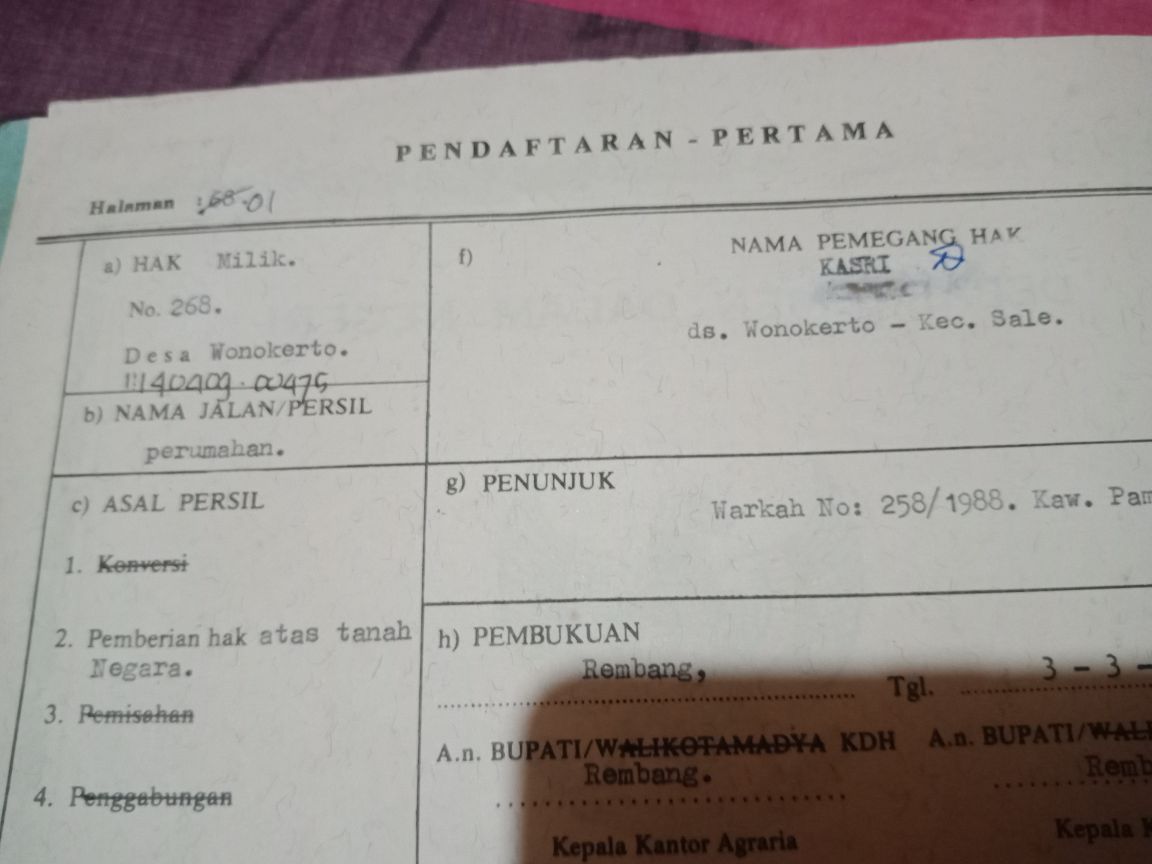 PENDAFTARAN - PERTAMA
Halaman : 68.01
a) HAK Milik.
No. 268.
Desa Wonokerto.
11140409.00475
b) NAMA JALAN/PERSIL
perumahan.
c) ASAL PERSIL
1. Konversi
2. Pemberian hak atas tanah
Negara.
3. Pemisahan
4. Penggabungan
f) NAMA PEMEGANG HAK
KASRI
ds. Wonokerto - Kec. Sale.
g) PENUNJUK
Warkah No: 258/1988. Kaw. Pam
h) PEMBUKUAN
Rembang, Tgl. 3 - 3 -
A.n. BUPATI/WALIKOTAMADYA KDH A.n. BUPATI/WALI
Rembang. Remb
Kepala Kantor Agraria Kepala K